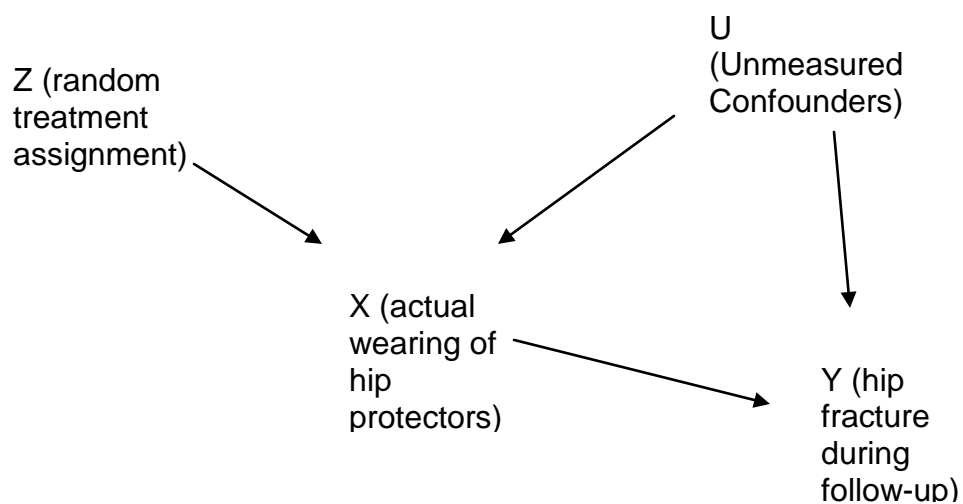 Z (random
treatment
assignment)
U
(Unmeasured
Confounders)
X (actual
wearing of
hip
protectors)
Y (hip
fracture
during
follow-up)